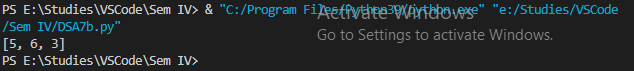 PS E:\Studies\VSCode\Sem IV> & "C:/Program Files/Python39/python.exe" "e:/Studies/VSCode
/Sem IV/DSA7b.py"
[5, 6, 3]
PS E:\Studies\VSCode\Sem IV>
Activate Windows
Go to Settings to activate Windows.